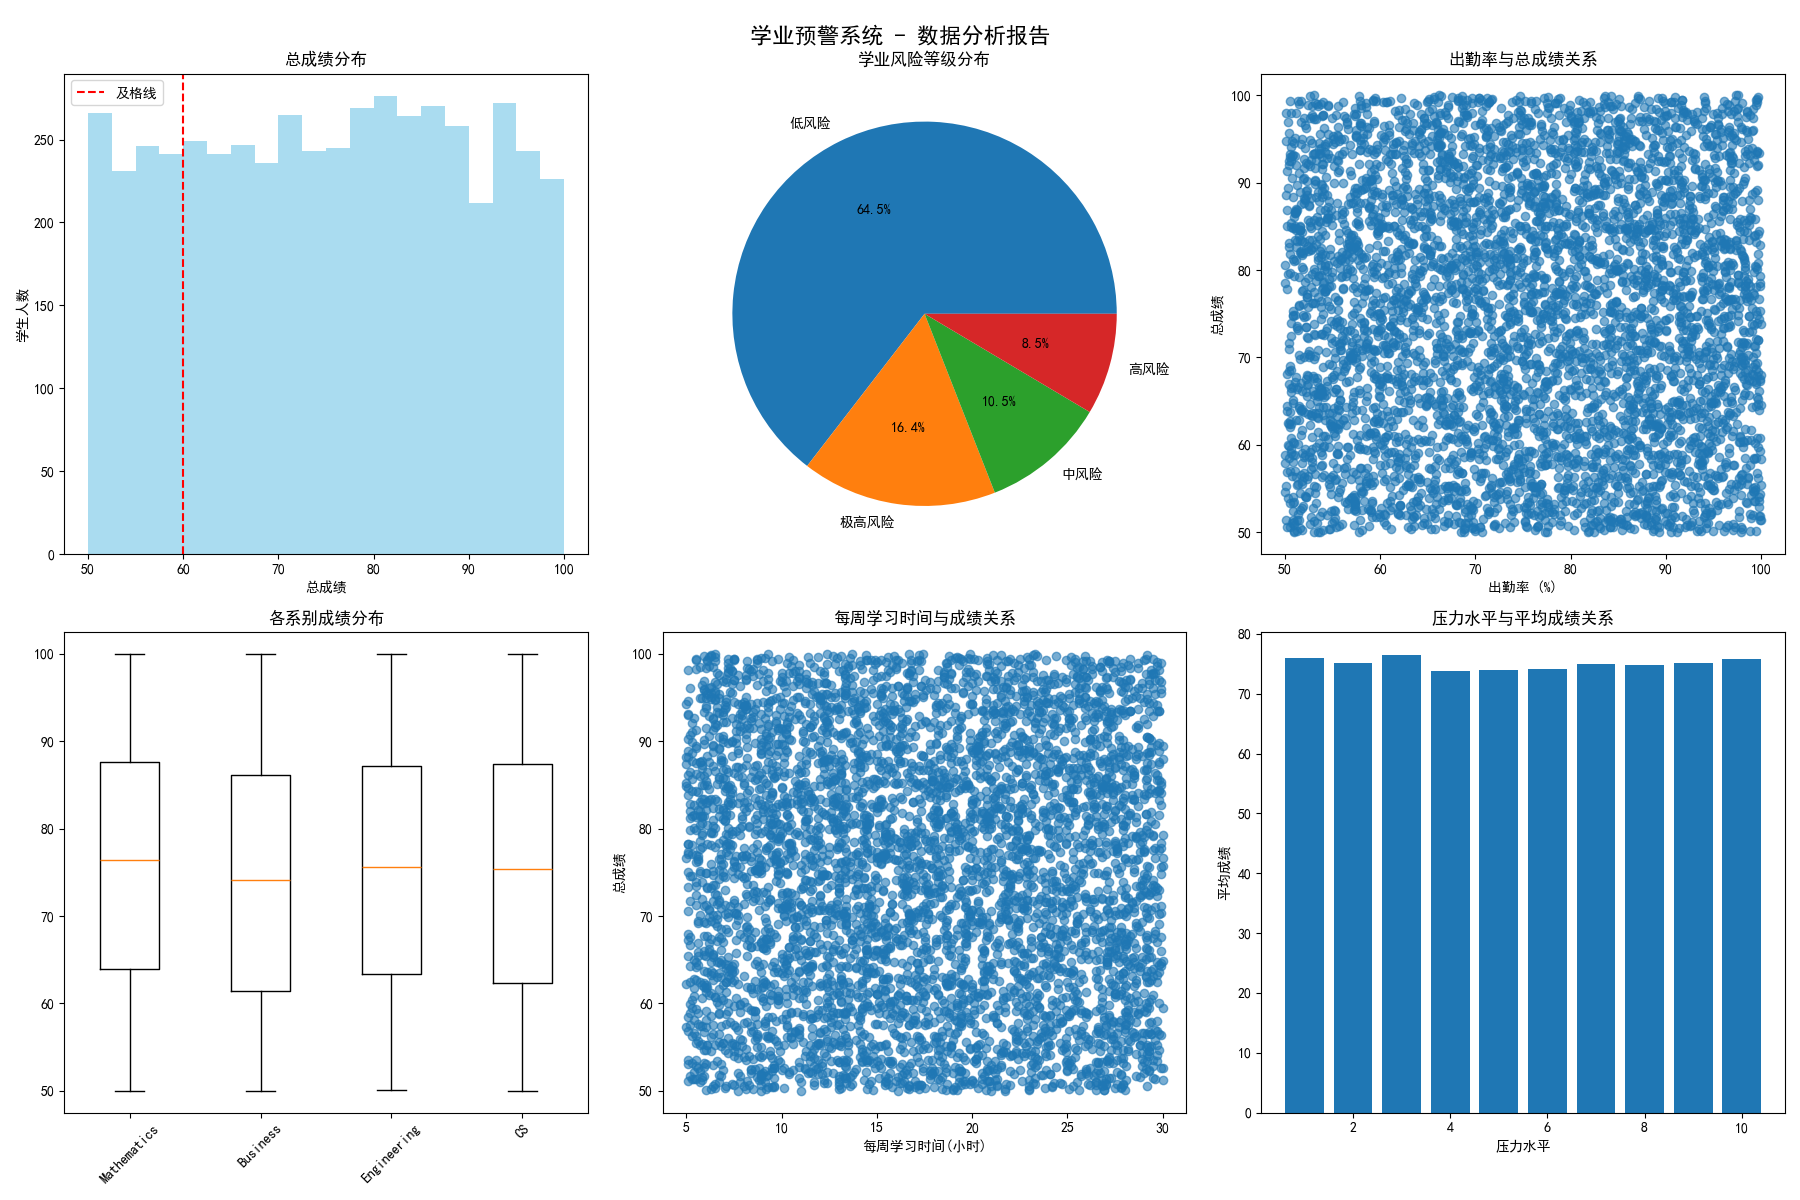 学业预警系统 - 数据分析报告
总成绩分布
及格线
250
200
150
100
50
0
学生人数
50 60 70 80 90 100
总成绩
学业风险等级分布
低风险
64.5%
8.5%
高风险
10.5%
16.4%
中风险
极高风险
出勤率与总成绩关系
100
90
80
70
60
50
总成绩
50 60 70 80 90 100
出勤率 (%)
各系别成绩分布
100
90
80
70
60
50
Mathematics
Business
Engineering
CS
每周学习时间与成绩关系
100
90
80
70
60
50
总成绩
5 10 15 20 25 30
每周学习时间(小时)
压力水平与平均成绩关系
80
70
60
50
40
30
20
10
0
平均成绩
2 4 6 8 10
压力水平